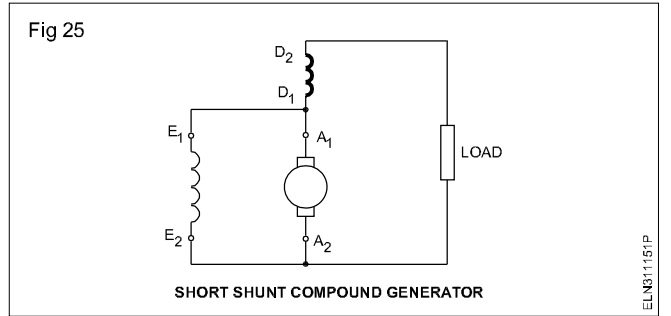 Fig 25
D2
D1
E1
A1
LOAD
E2
A2
SHORT SHUNT COMPOUND GENERATOR
ELN311151P